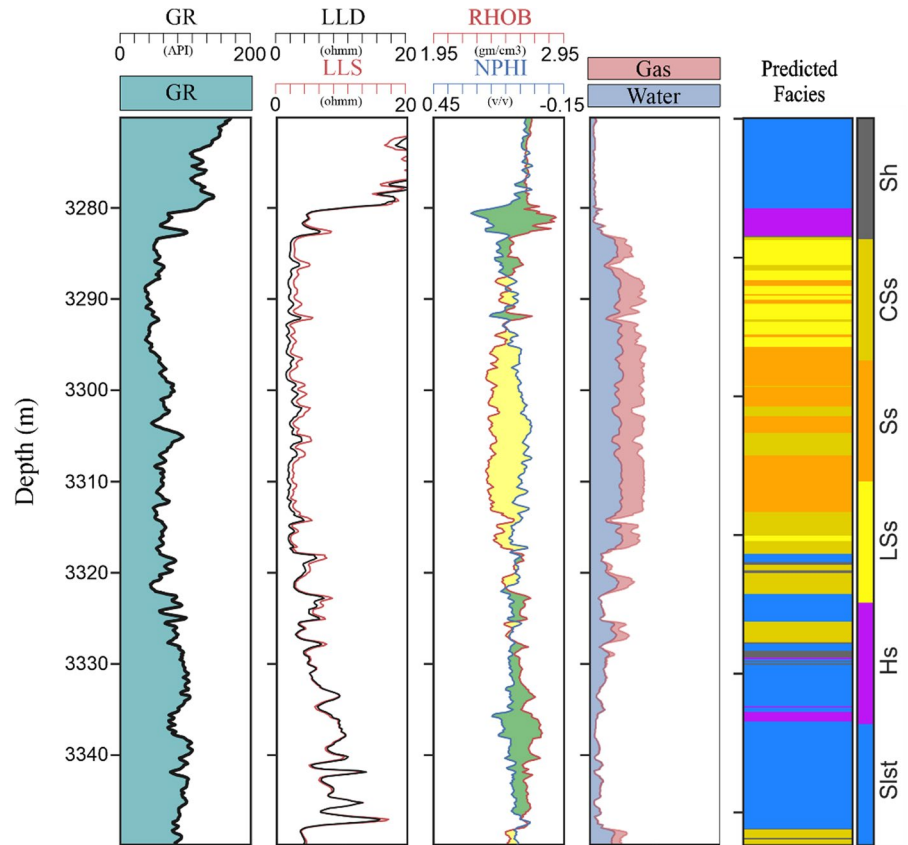 GR
0 (API) 200
GR
LLD
0 (ohmm) 20
LLS
0 (ohmm) 20
RHOB
1.95 (gm/cm3) 2.95
NPHI
0.45 (v/v) -0.15
Gas
Water
Predicted
Facies
Depth (m)
3280
3290
3300
3310
3320
3330
3340
Sh
CSs
Ss
LSs
Hs
Slst